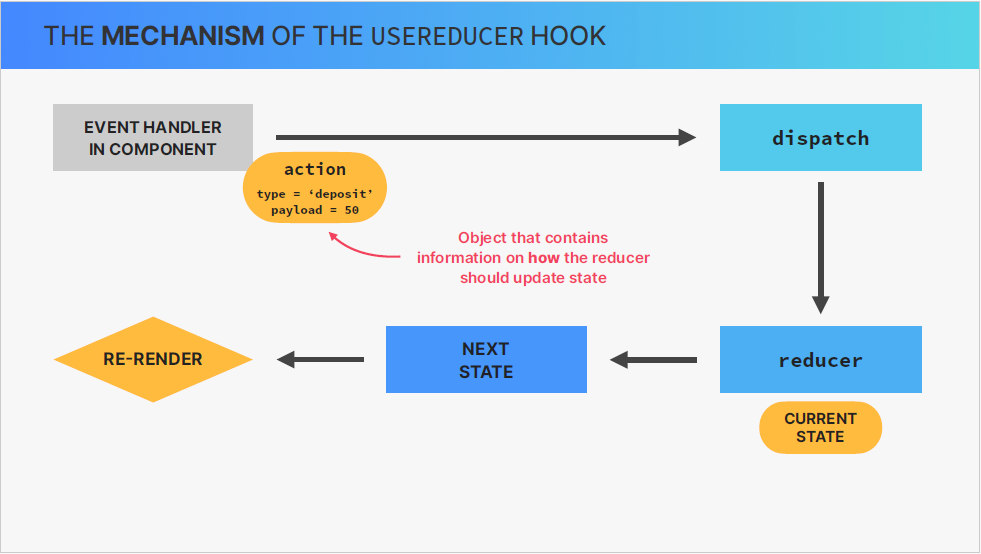 THE MECHANISM OF THE USEREDUCER HOOK
EVENT HANDLER
IN COMPONENT
dispatch
action
type = ‘deposit’
payload = 50
Object that contains
information on how the reducer
should update state
RE-RENDER
NEXT
STATE
reducer
CURRENT
STATE